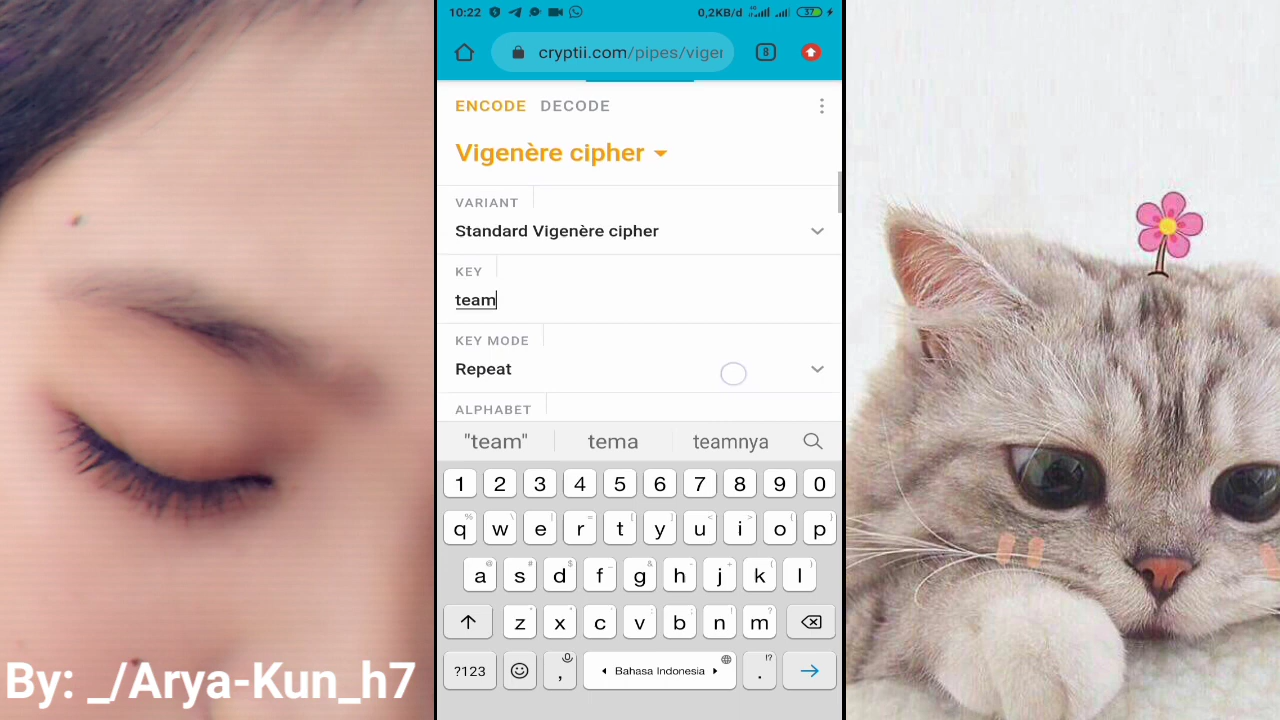 10:22 0,2KB/d 37
cryptii.com/pipes/viger 8
ENCODE DECODE
Vigenère cipher
VARIANT
Standard Vigenère cipher
KEY
team
KEY MODE
Repeat
ALPHABET
"team" tema teamnya
1 2 3 4 5 6 7 8 9 0
q w e r t y u i o p
a s d f g h j k l
z x c v b n m
?123 , Bahasa Indonesia . !?
By: _/Arya-Kun_h7